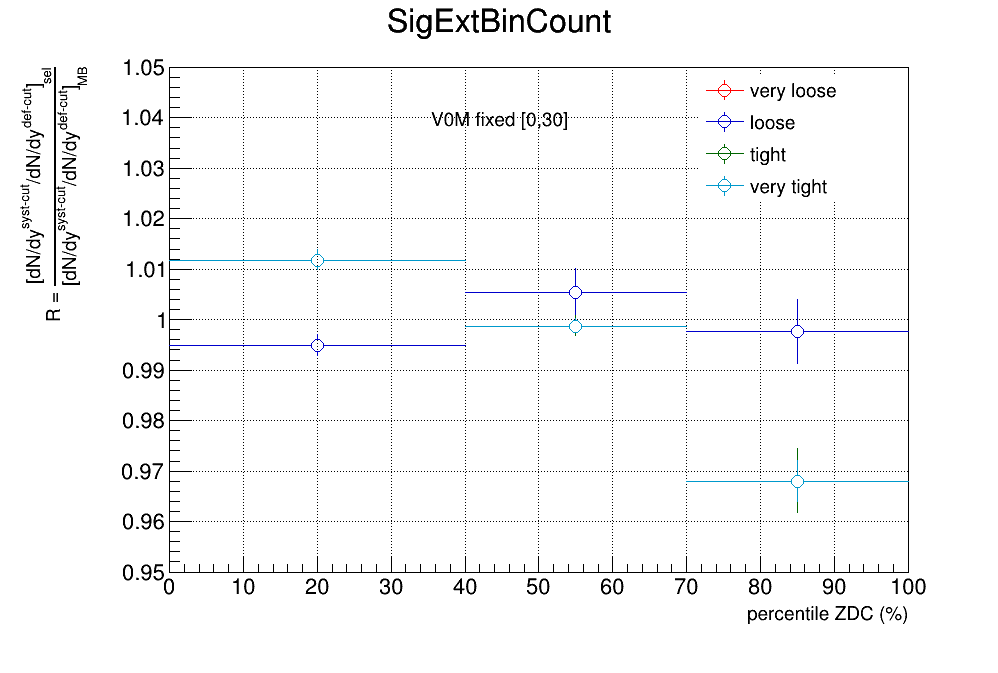 SigExtBinCount
R = [dN/dy^syst-cut/dN/dy^def-cut]_sel
[dN/dy^syst-cut/dN/dy^def-cut]_MB
1.05
1.04
1.03
1.02
1.01
1
0.99
0.98
0.97
0.96
0.95
V0M fixed [0,30]
very loose
loose
tight
very tight
0 10 20 30 40 50 60 70 80 90 100
percentile ZDC (%)